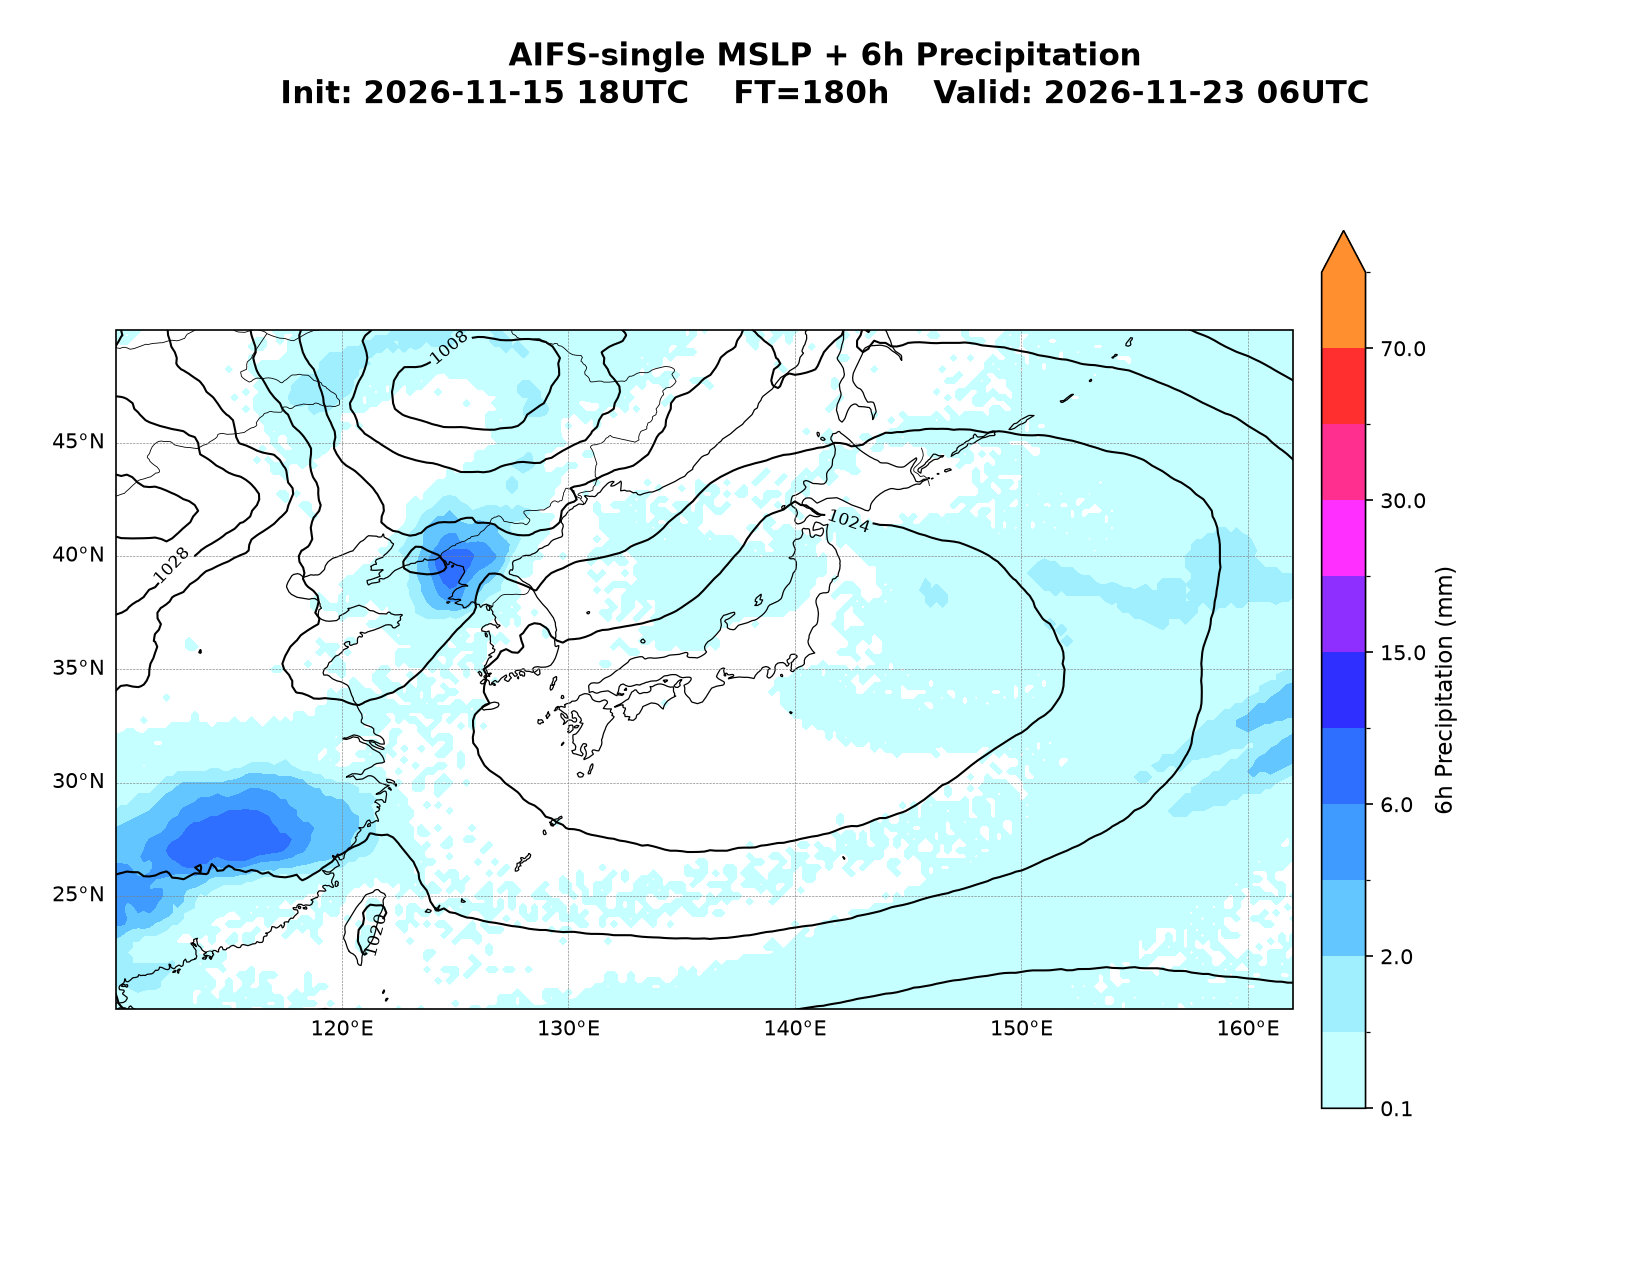 AIFS-single MSLP + 6h Precipitation
Init: 2026-11-15 18UTC    FT=180h    Valid: 2026-11-23 06UTC
1008
1024
1028
1020
45°N
40°N
35°N
30°N
25°N
120°E
130°E
140°E
150°E
160°E
70.0
30.0
15.0
6.0
2.0
0.1
6h Precipitation (mm)